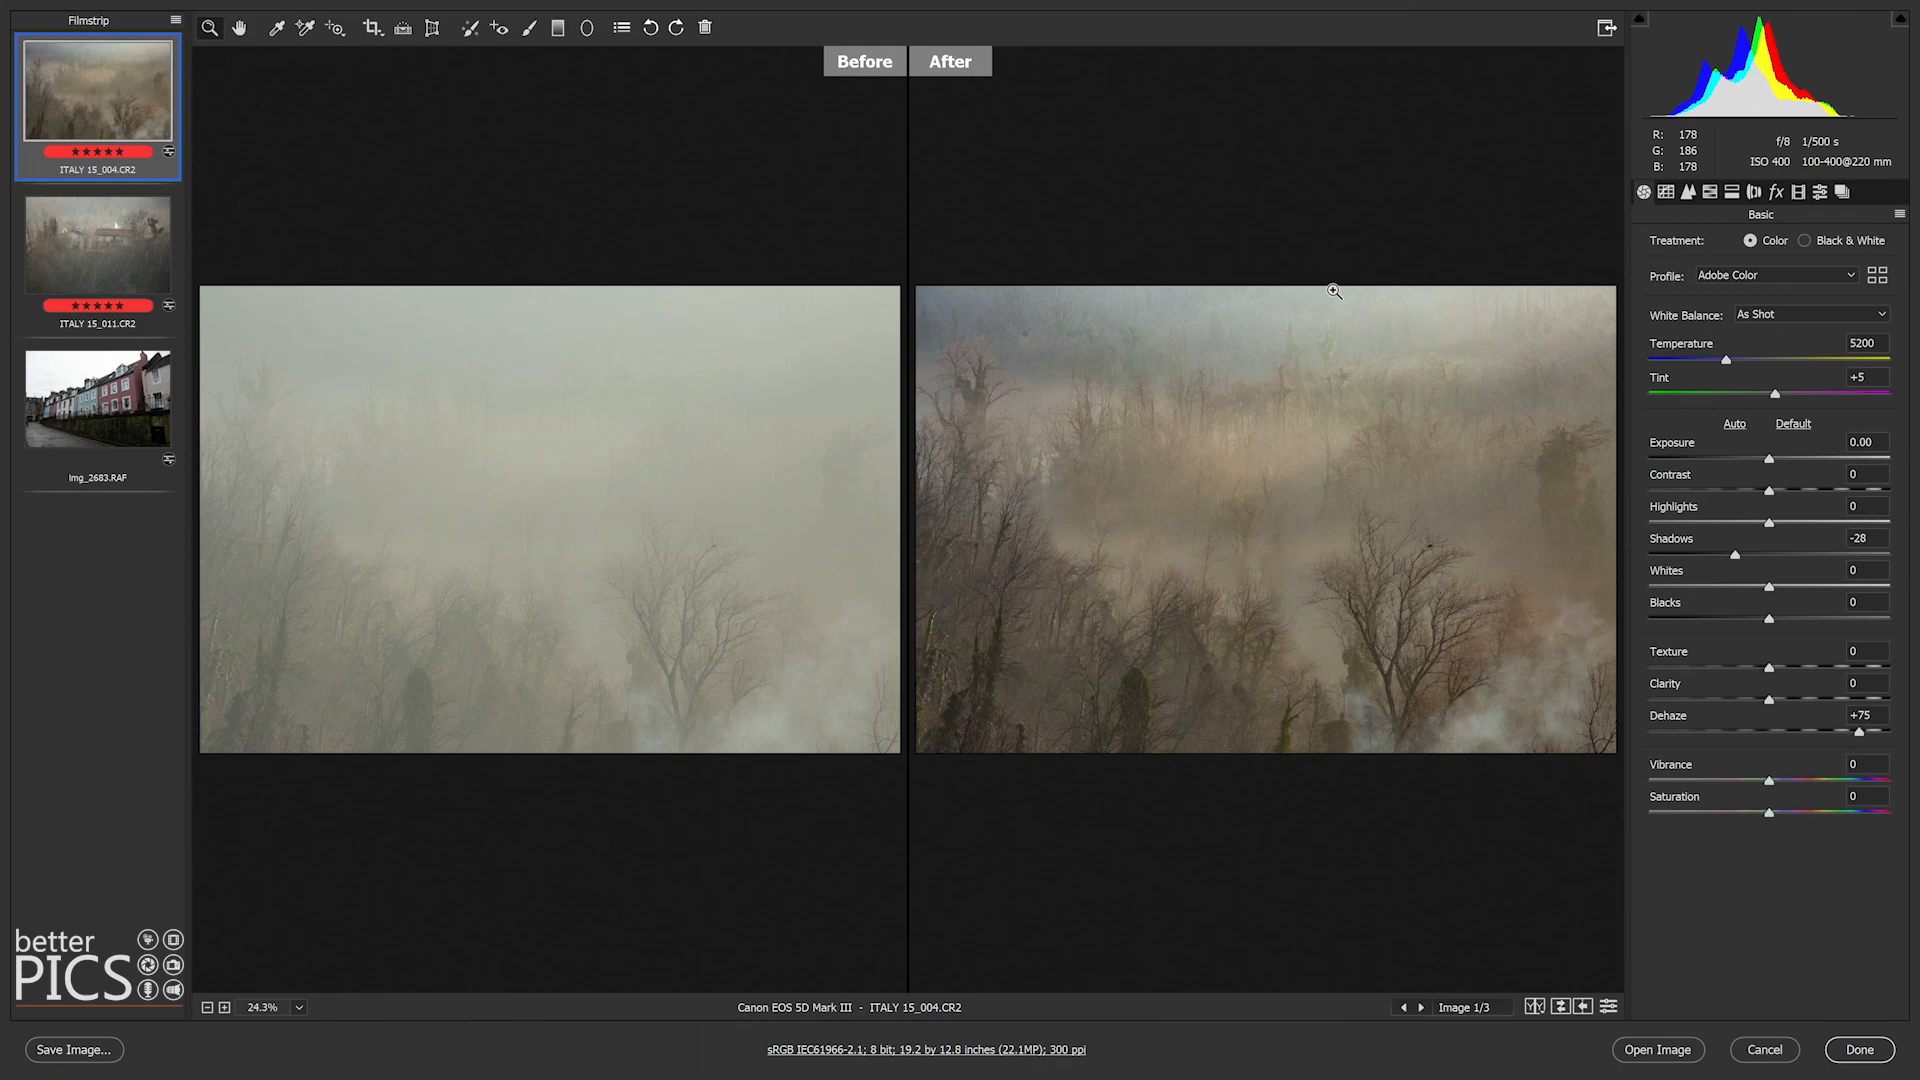 Filmstrip
★★★★★
ITALY 15_004.CR2
★★★★★
ITALY 15_011.CR2
Img_2683.RAF
better
PICS
Before
After
R: 178
G: 186
B: 178
f/8 1/500 s
ISO 400 100-400@220 mm
fx
Basic
Treatment: Color Black & White
Profile: Adobe Color
White Balance: As Shot
Temperature 5200
Tint +5
Auto Default
Exposure 0.00
Contrast 0
Highlights 0
Shadows -28
Whites 0
Blacks 0
Texture 0
Clarity 0
Dehaze +75
Vibrance 0
Saturation 0
24.3%
Canon EOS 5D Mark III - ITALY 15_004.CR2
Image 1/3
Save Image...
sRGB IEC61966-2.1; 8 bit; 19.2 by 12.8 inches (22.1MP); 300 ppi
Open Image
Cancel
Done